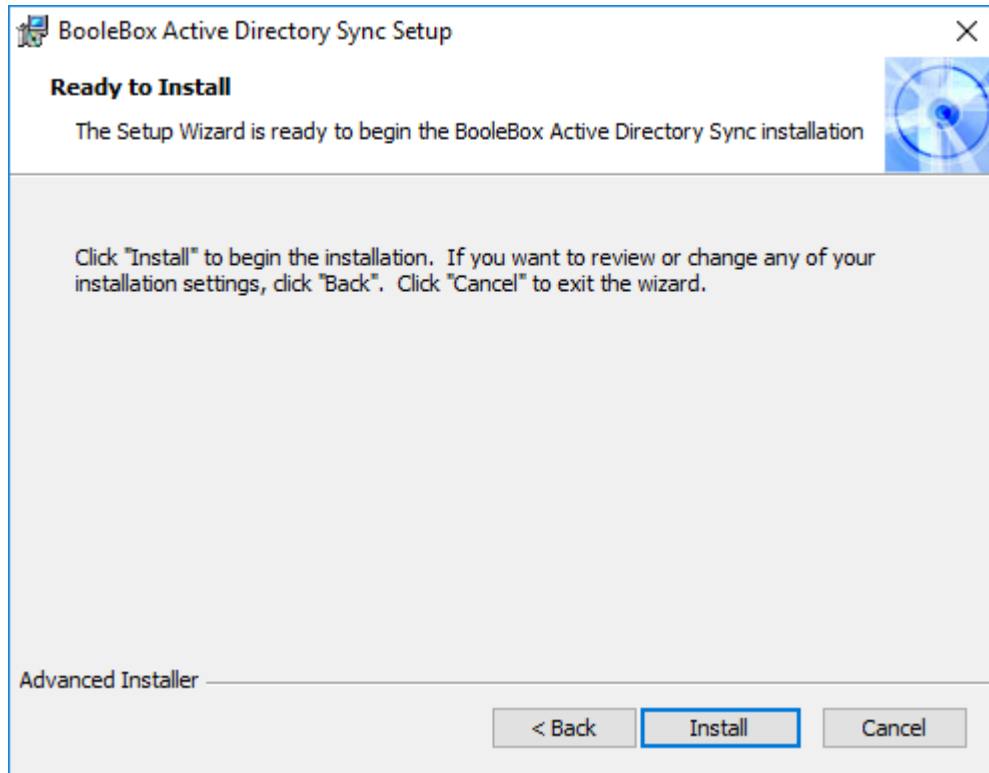 BooleBox Active Directory Sync Setup
Ready to Install
The Setup Wizard is ready to begin the BooleBox Active Directory Sync installation
Click "Install" to begin the installation.  If you want to review or change any of your
installation settings, click "Back".  Click "Cancel" to exit the wizard.
Advanced Installer
< Back
Install
Cancel